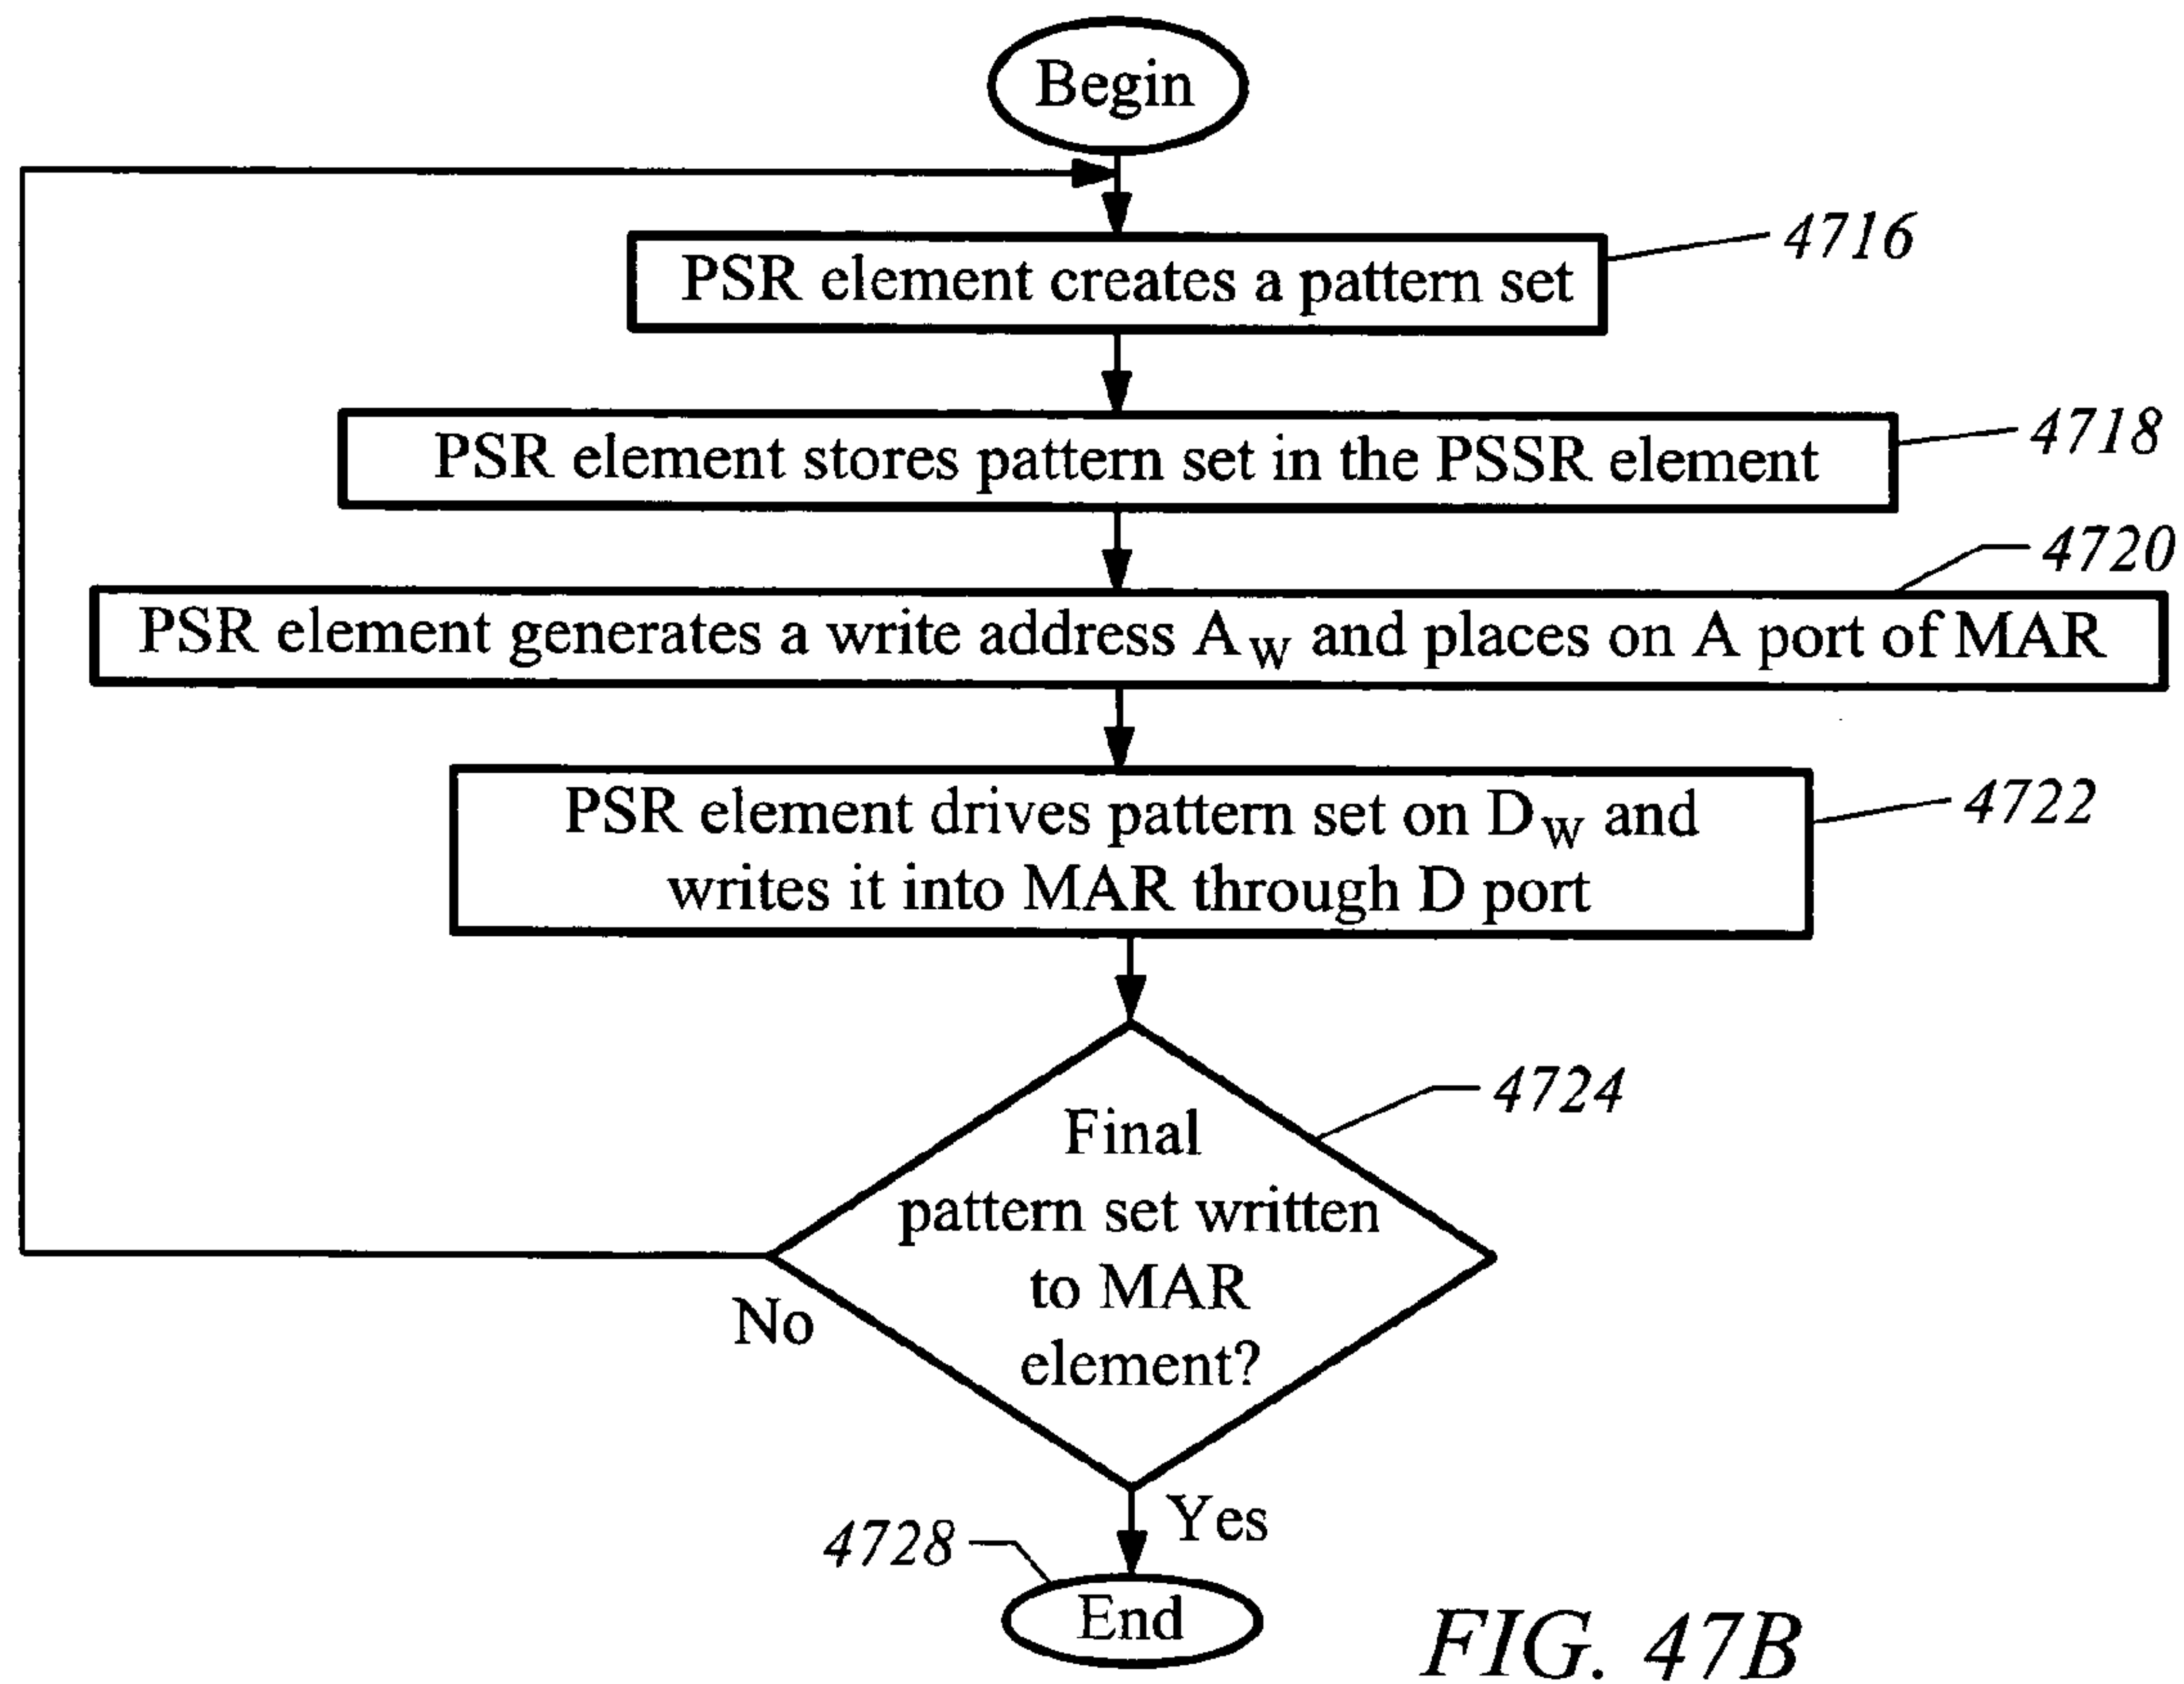 Begin
PSR element creates a pattern set
4716
PSR element stores pattern set in the PSSR element
4718
4720
PSR element generates a write address AW and places on A port of MAR
PSR element drives pattern set on DW and
writes it into MAR through D port
4722
4724
Final
pattern set written
to MAR
element?
No
Yes
4728
End
FIG. 47B